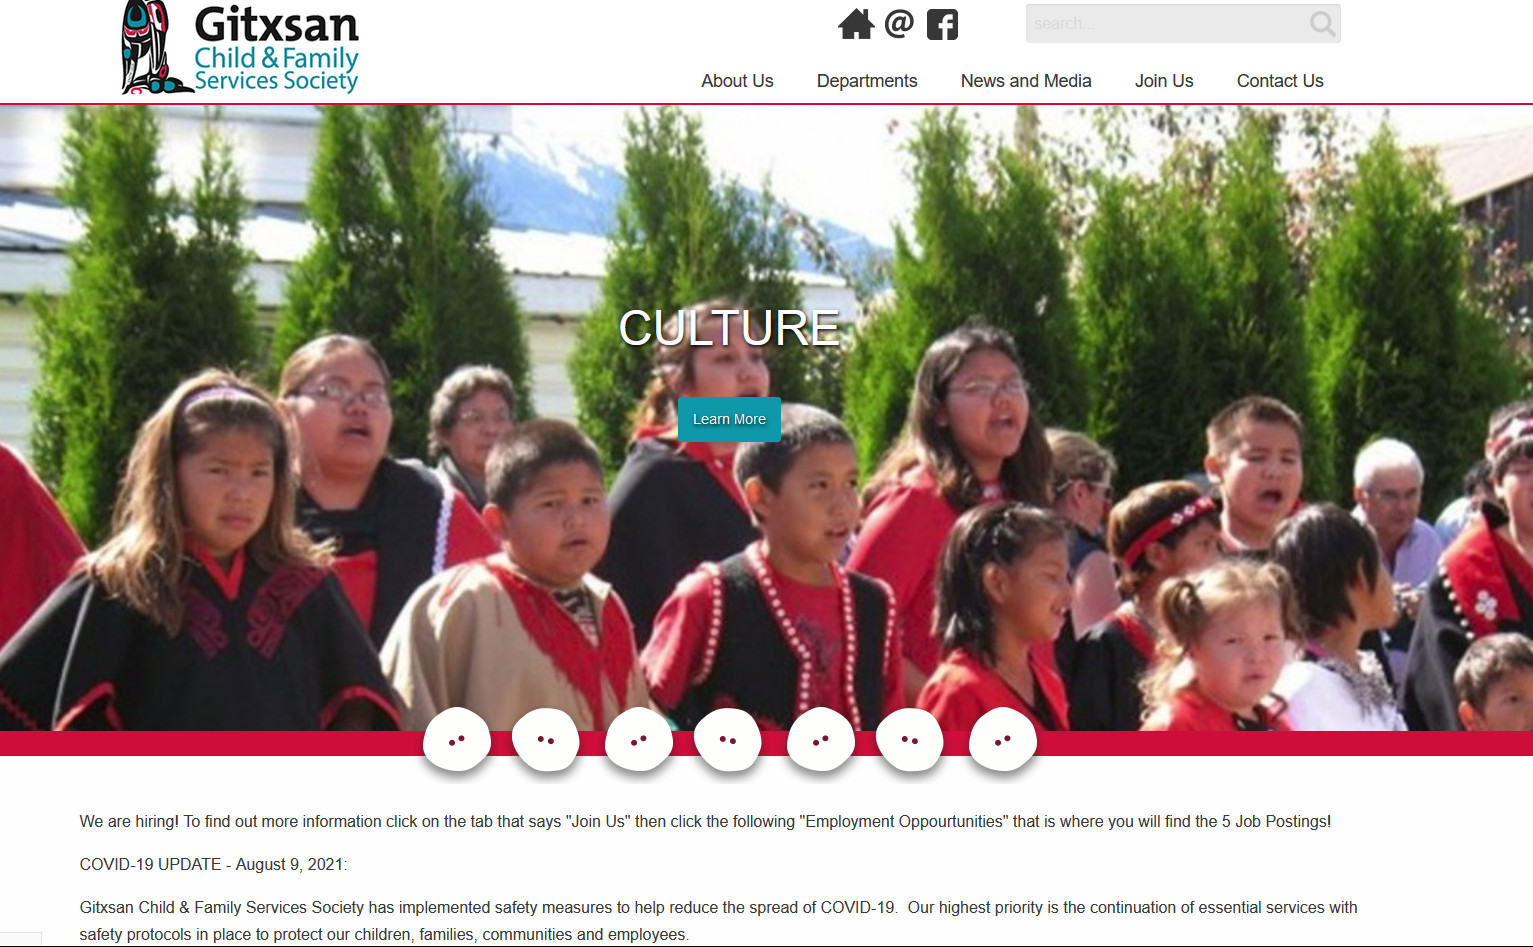 Gitxsan
Child & Family
Services Society
@
search...
About Us Departments News and Media Join Us Contact Us
CULTURE
Learn More
We are hiring! To find out more information click on the tab that says "Join Us" then click the following "Employment Oppourtunities" that is where you will find the 5 Job Postings!
COVID-19 UPDATE - August 9, 2021:
Gitxsan Child & Family Services Society has implemented safety measures to help reduce the spread of COVID-19.  Our highest priority is the continuation of essential services with
safety protocols in place to protect our children, families, communities and employees.